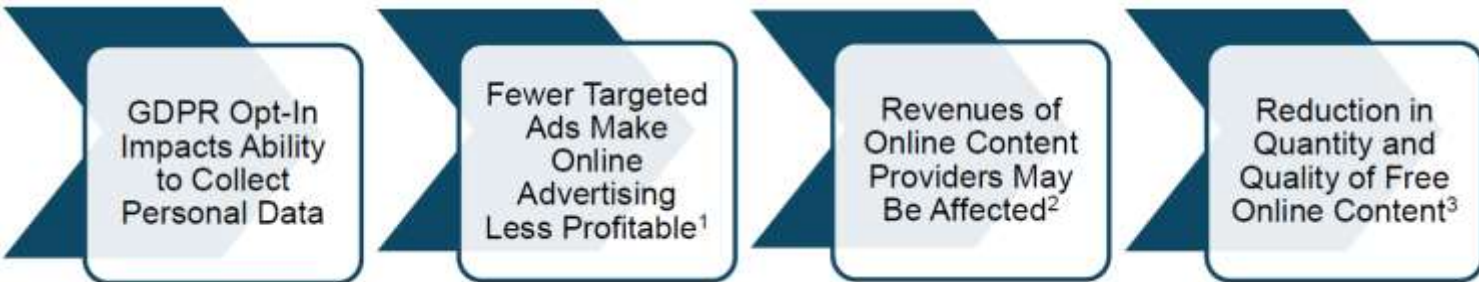 GDPR Opt-In
Impacts Ability
to Collect
Personal Data
Fewer Targeted
Ads Make
Online
Advertising
Less Profitable¹
Revenues of
Online Content
Providers May
Be Affected²
Reduction in
Quantity and
Quality of Free
Online Content³